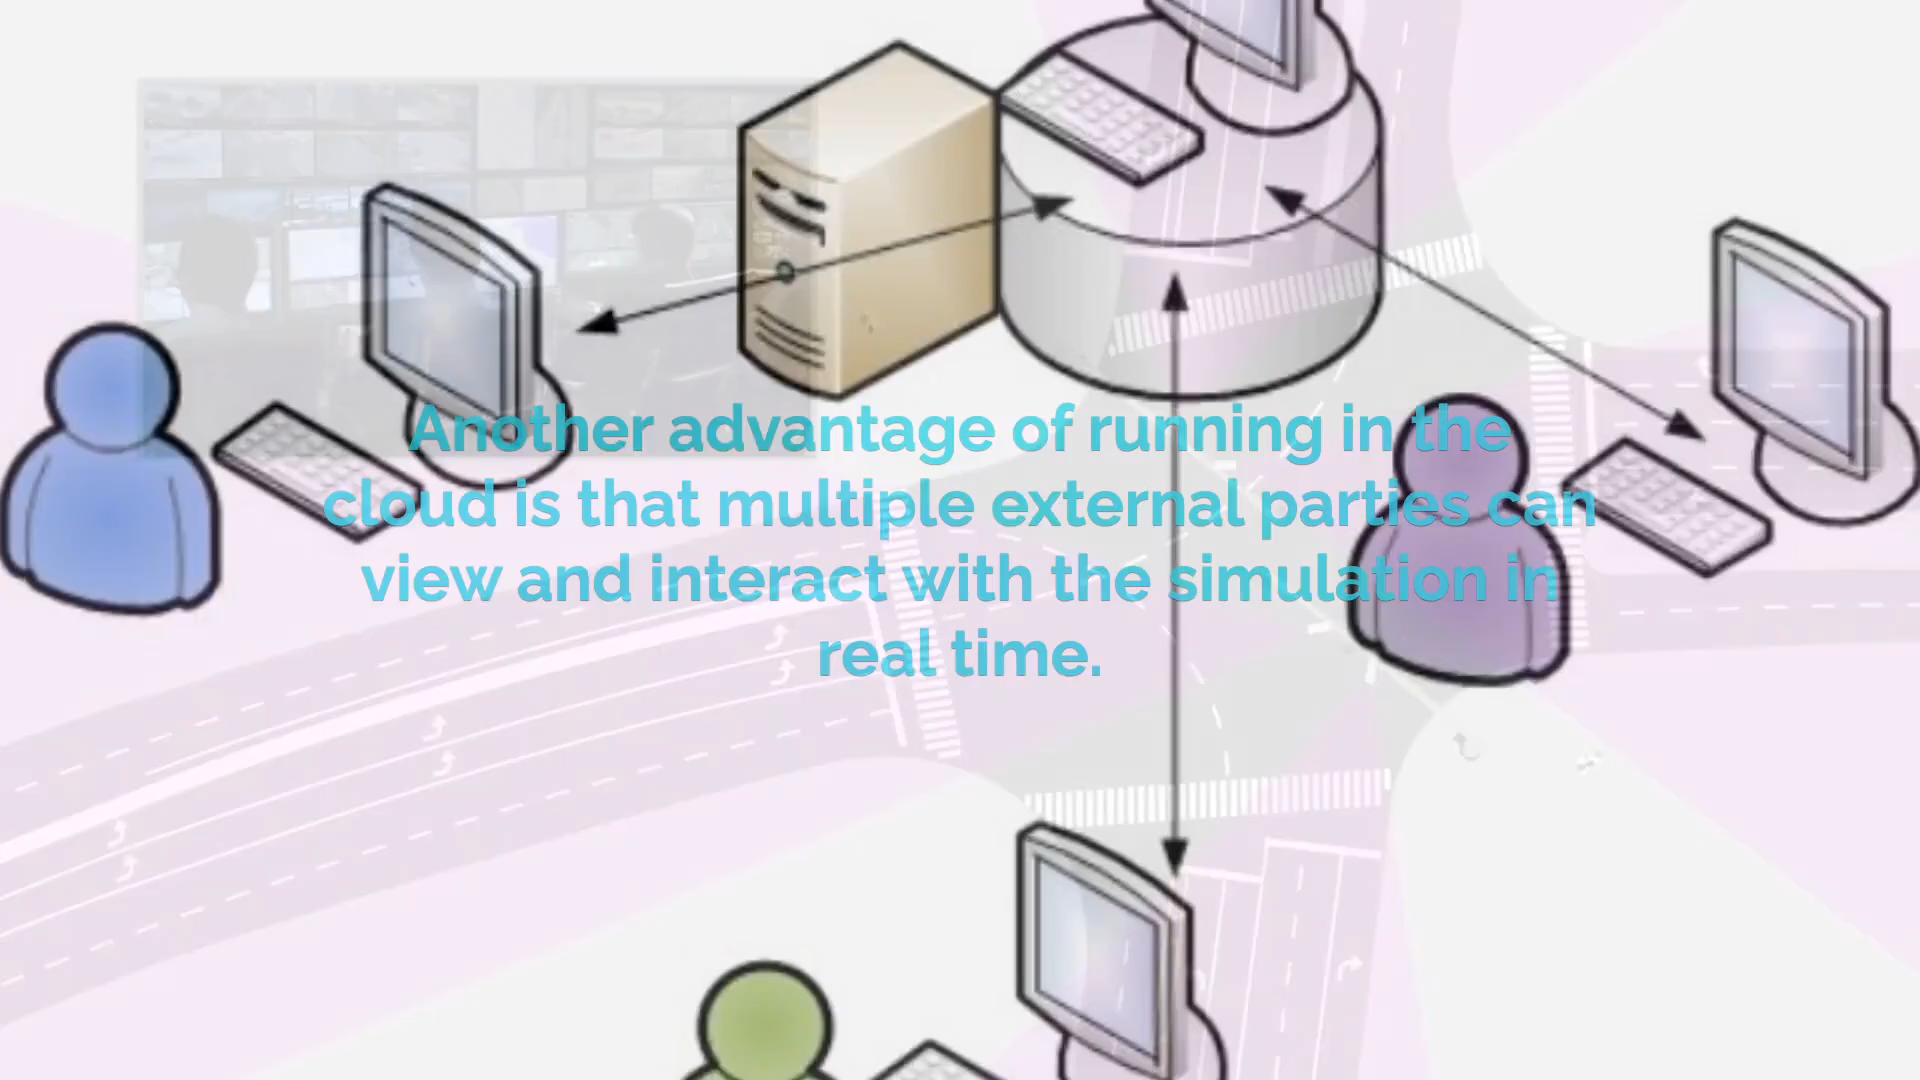 Another advantage of running in the
cloud is that multiple external parties can
view and interact with the simulation in
real time.